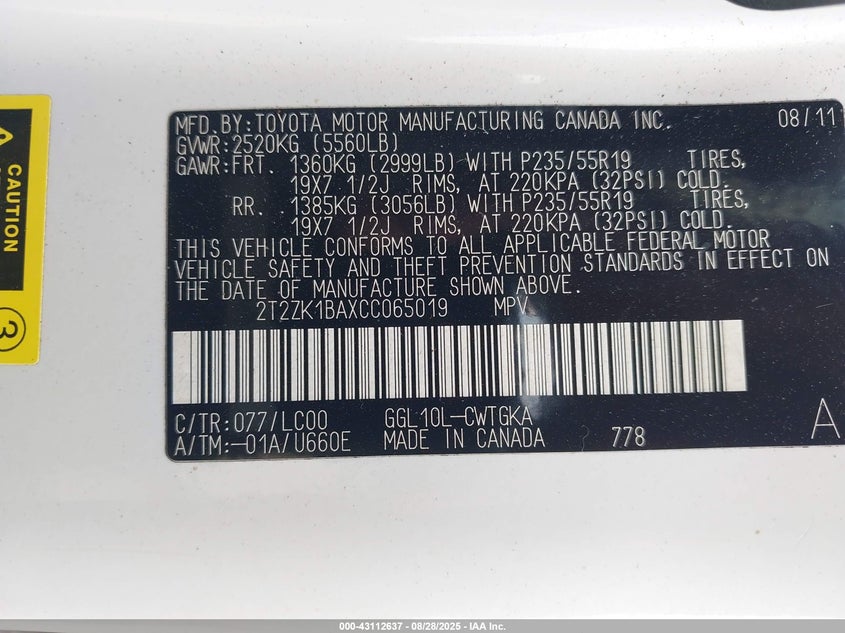 MFD.BY:TOYOTA MOTOR MANUFACTURING CANADA INC. 08/11
GVWR:2520KG (5560LB)
GAWR:FRT. 1360KG (2999LB) WITH P235/55R19 TIRES,
19X7 1/2J RIMS, AT 220KPA (32PSI) COLD.
RR. 1385KG (3056LB) WITH P235/55R19 TIRES,
19X7 1/2J RIMS, AT 220KPA (32PSI) COLD.
THIS VEHICLE CONFORMS TO ALL APPLICABLE FEDERAL MOTOR
VEHICLE SAFETY AND THEFT PREVENTION STANDARDS IN EFFECT ON
THE DATE OF MANUFACTURE SHOWN ABOVE.
2T2ZK1BAXCC065019 MPV
C/TR:077/LC00 GGL10L-CWTGKA
A/TM:-01A/U660E MADE IN CANADA 778 A
CAUTION
3
000-43112637 - 08/28/2025 - IAA Inc.